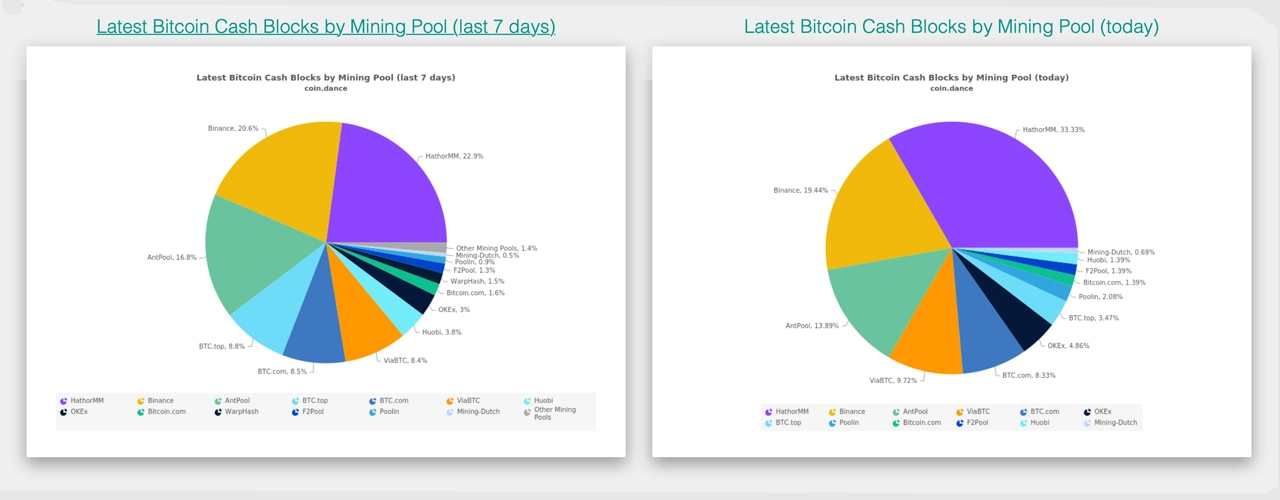 Latest Bitcoin Cash Blocks by Mining Pool (last 7 days)
Latest Bitcoin Cash Blocks by Mining Pool (last 7 days)
coin.dance
Binance, 20.6%
HathorMM, 22.9%
AntPool, 16.8%
Other Mining Pools, 1.4%
Mining-Dutch, 0.5%
Poolin, 0.9%
F2Pool, 1.3%
WarpHash, 1.5%
Bitcoin.com, 1.6%
OKEx, 3%
Huobi, 3.8%
BTC.top, 8.8%
ViaBTC, 8.4%
BTC.com, 8.5%
HathorMM Binance AntPool BTC.top BTC.com ViaBTC Huobi
OKEx Bitcoin.com WarpHash F2Pool Poolin Mining-Dutch Other Mining
Pools
Latest Bitcoin Cash Blocks by Mining Pool (today)
Latest Bitcoin Cash Blocks by Mining Pool (today)
coin.dance
HathorMM, 33.33%
Binance, 19.44%
Mining-Dutch, 0.69%
Huobi, 1.39%
F2Pool, 1.39%
Bitcoin.com, 1.39%
Poolin, 2.08%
BTC.top, 3.47%
AntPool, 13.89%
OKEx, 4.86%
BTC.com, 8.33%
ViaBTC, 9.72%
HathorMM Binance AntPool ViaBTC BTC.com OKEx
BTC.top Poolin Bitcoin.com F2Pool Huobi Mining-Dutch